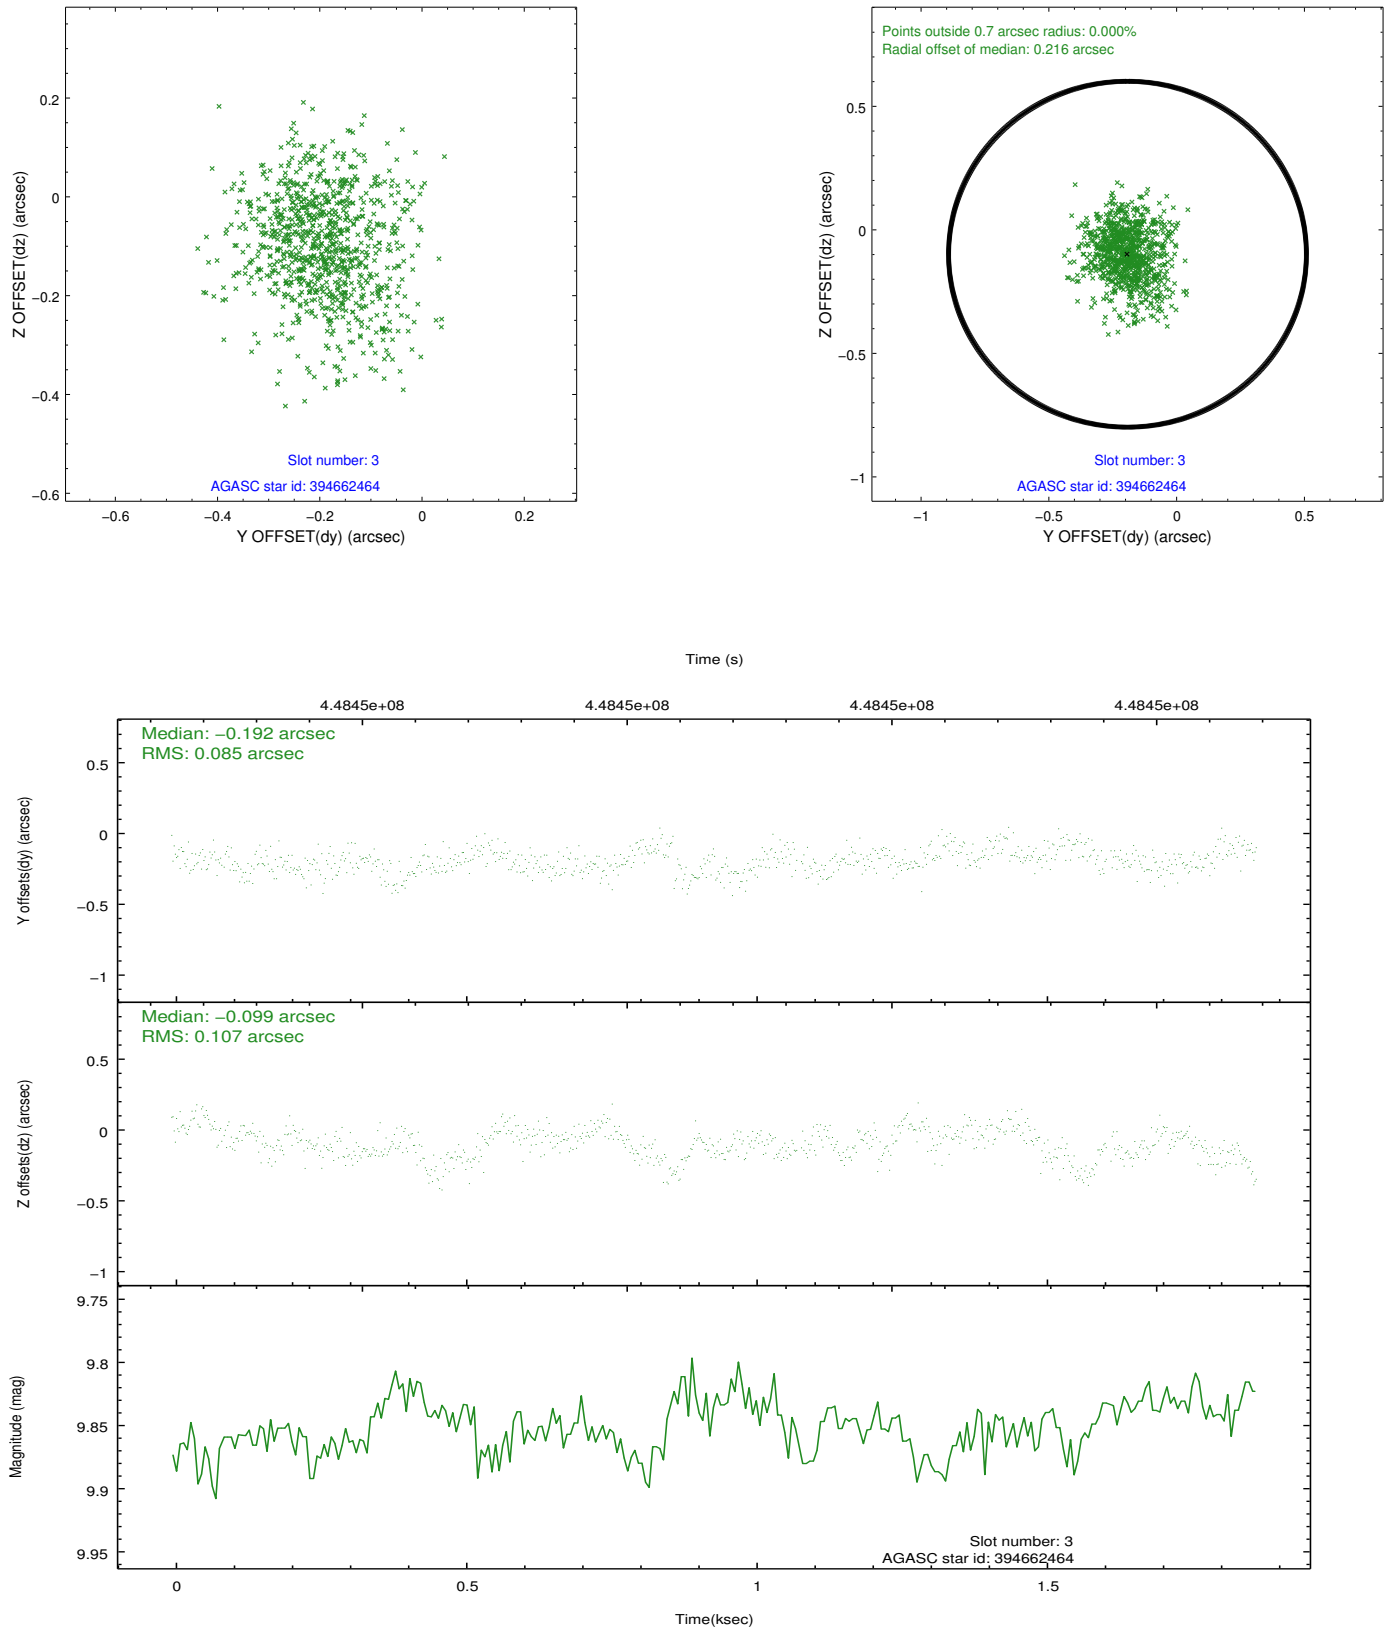 0.2
0
−0.2
−0.4
−0.6
Z OFFSET(dz) (arcsec)
Slot number: 3
AGASC star id: 394662464
−0.6
−0.4
−0.2
0
0.2
Y OFFSET(dy) (arcsec)
Points outside 0.7 arcsec radius: 0.000%
Radial offset of median: 0.216 arcsec
0.5
0
−0.5
−1
Z OFFSET(dz) (arcsec)
Slot number: 3
AGASC star id: 394662464
−1
−0.5
0
0.5
Y OFFSET(dy) (arcsec)
Time (s)
4.4845e+08
4.4845e+08
4.4845e+08
4.4845e+08
Median: −0.192 arcsec
RMS: 0.085 arcsec
0.5
0
−0.5
−1
Y offsets(dy) (arcsec)
Median: −0.099 arcsec
RMS: 0.107 arcsec
0.5
0
−0.5
−1
Z offsets(dz) (arcsec)
9.75
9.8
9.85
9.9
9.95
Magnitude (mag)
Slot number: 3
AGASC star id: 394662464
0
0.5
1
1.5
Time(ksec)